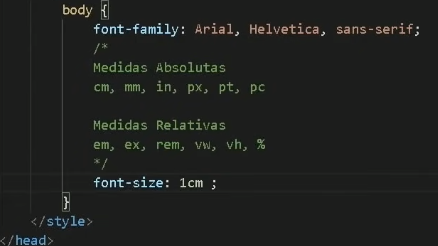 body {
font-family: Arial, Helvetica, sans-serif;
/*
Medidas Absolutas
cm, mm, in, px, pt, pc
Medidas Relativas
em, ex, rem, vw, vh, %
*/
font-size: 1cm ;
}
</style>
</head>